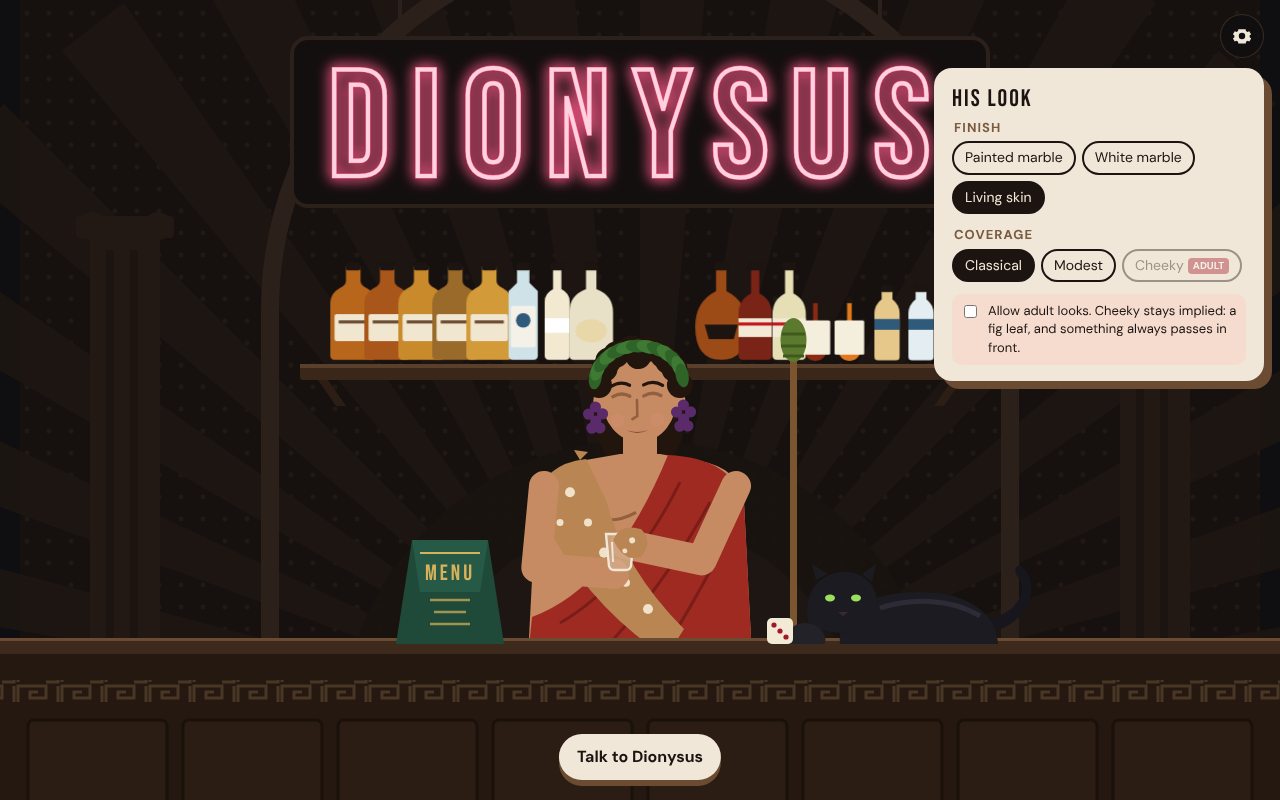 DIONYSUS
HIS LOOK
FINISH
Painted marble
White marble
Living skin
COVERAGE
Classical
Modest
Cheeky ADULT
Allow adult looks. Cheeky stays implied: a
fig leaf, and something always passes in
front.
MENU
Talk to Dionysus